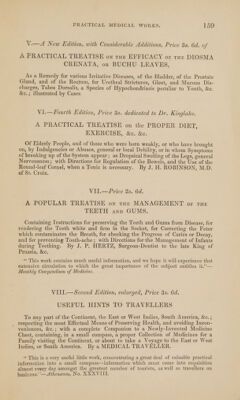 PRACTICAL MEDICAL WORKS. 159
V.—A New Edition, with Considerable Additions, Price 3s. 6d. of
A PRACTICAL TREATISE ON THE EFFICACY OF THE DIOSMA
CRENATA, OR BUCHU LEAVES,
As a Remedy for various Irritative Diseases, of the Bladder, of the Prostate
Gland, and of the Rectum, for Urethral Strictures, Gleet, and Mucous Dis-
charges, Tabes Dorsalis, a Species of Hypochondriasis peculiar to Youth, &c.
&c.; illustrated by Cases
VI.—Fourth Edition, Price 3s. dedicated to Dr. Kinglake.
A PRACTICAL TREATISE ON THE PROPER DIET,
EXERCISE, &c. &c.
Of Elderly People, and of those who were born weakly, or who have brought
on, by Indulgencies or Abuses, general or local Debility, or in whom Symptoms
of breaking up of the System appear: as Dropsical Swelling of the Legs, general
Nervousness; with Directions for Regulation of the Bowels, and the Use of the
Round-leaf Cornel, when a Tonic is necessary. By J. H. ROBINSON, M.D.
of St. Croix.
VII.—Price 2s. 6d.
A POPULAR TREATISE ON THE MANAGEMENT OF THE
TEETH AND GUMS.
Containing Instructions for preserving the Teeth and Gums from Disease, for
rendering the Teeth white and firm in the Socket, for Correcting the Fetor
which contaminates the Breath, for checking the Progress of Caries or Decay,
and for preventing Tooth-ache; with Directions for the Management of Infants
during Teething. By J. P. HERTZ, Surgeon-Dentist to the late King of
Prussia, &c.
"This work contains much useful information, and we hope it will experience that
extensive circulation to which the great importance of the subject entitles it."—
Monthly Compendium of Medicine.
VIII.—Second Edition, enlarged, Price 3s. 6d.
USEFUL HINTS TO TRAVELLERS
To any part of the Continent, the East or West Indies, South America, &c.;
respecting the most Effectual Means of Preserving Health, and avoiding Incon-
veniences, &c.; with a complete Companion to a Newly-Invented Medicine
Chest, containing, in a small compass, a proper Collection of Medicines for a
Family visiting the Continent, or about to take a Voyage to the East or West
Indies, or South America. By a MEDICAL TRAVELLER.
"This is a very useful little work, concentrating a great deal of valuable practical
information into a small compass—information which must come into requisition
almost every day amongst the greatest number of tourists, as well as travellers on
business."—Athenæum, No. XXXVIII.